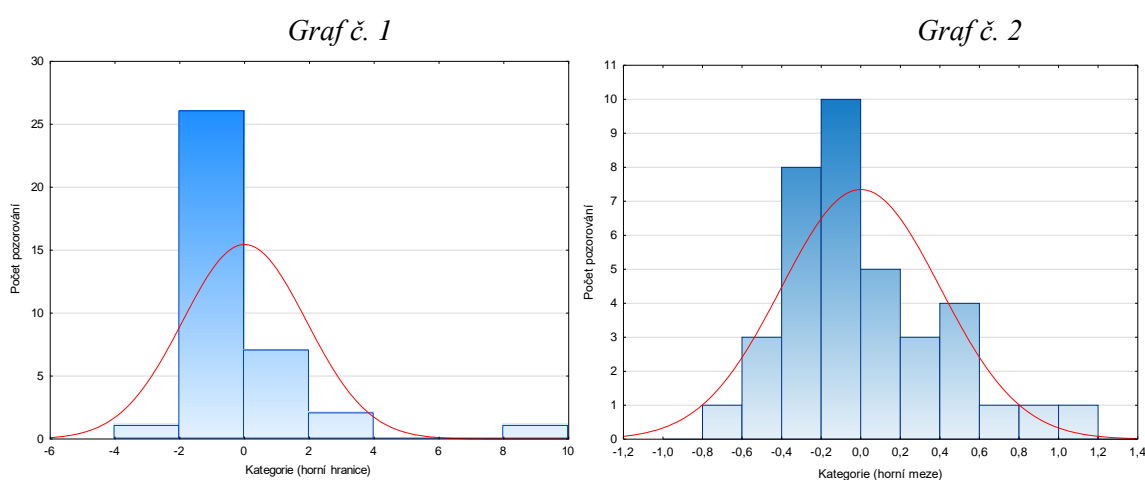 Graf č. 1
30
25
20
15
10
5
0
-6 -4 -2 0 2 4 6 8 10
Počet pozorování
Kategorie (horní hranice)
Graf č. 2
11
10
9
8
7
6
5
4
3
2
1
0
-1,2 -1,0 -0,8 -0,6 -0,4 -0,2 0,0 0,2 0,4 0,6 0,8 1,0 1,2 1,4
Počet pozorování
Kategorie (horní meze)